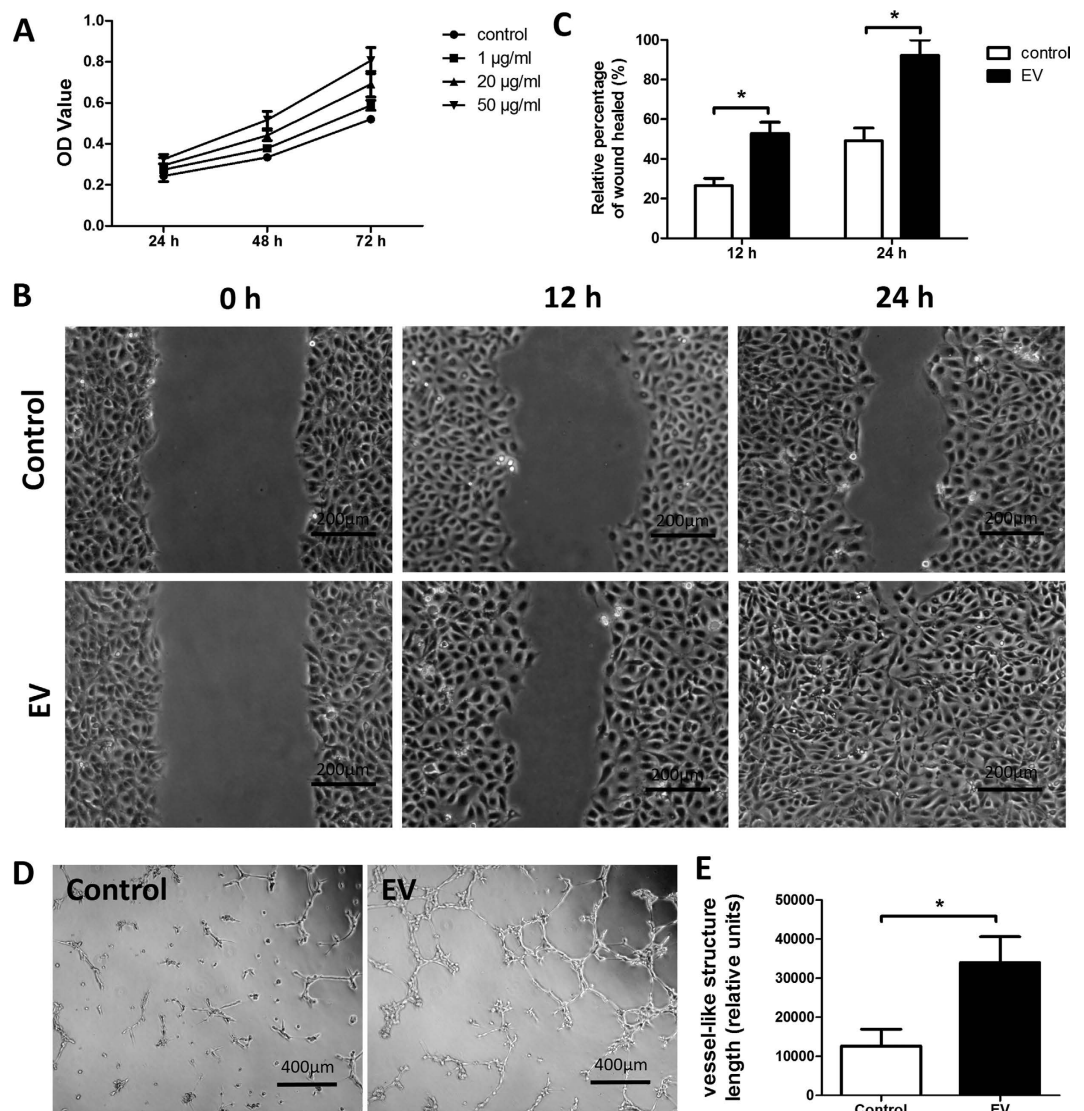 A
1.0
0.8
0.6
0.4
0.2
0.0
OD Value
24 h
48 h
72 h
control
1 µg/ml
20 µg/ml
50 µg/ml
C
100
80
60
40
20
0
Relative percentage
of wound healed (%)
*
*
12 h
24 h
control
EV
B
0 h
12 h
24 h
Control
200µm
200µm
200µm
EV
200µm
200µm
200µm
D
Control
400µm
EV
400µm
E
50000
40000
30000
20000
10000
0
vessel-like structure
length (relative units)
*
Control
EV